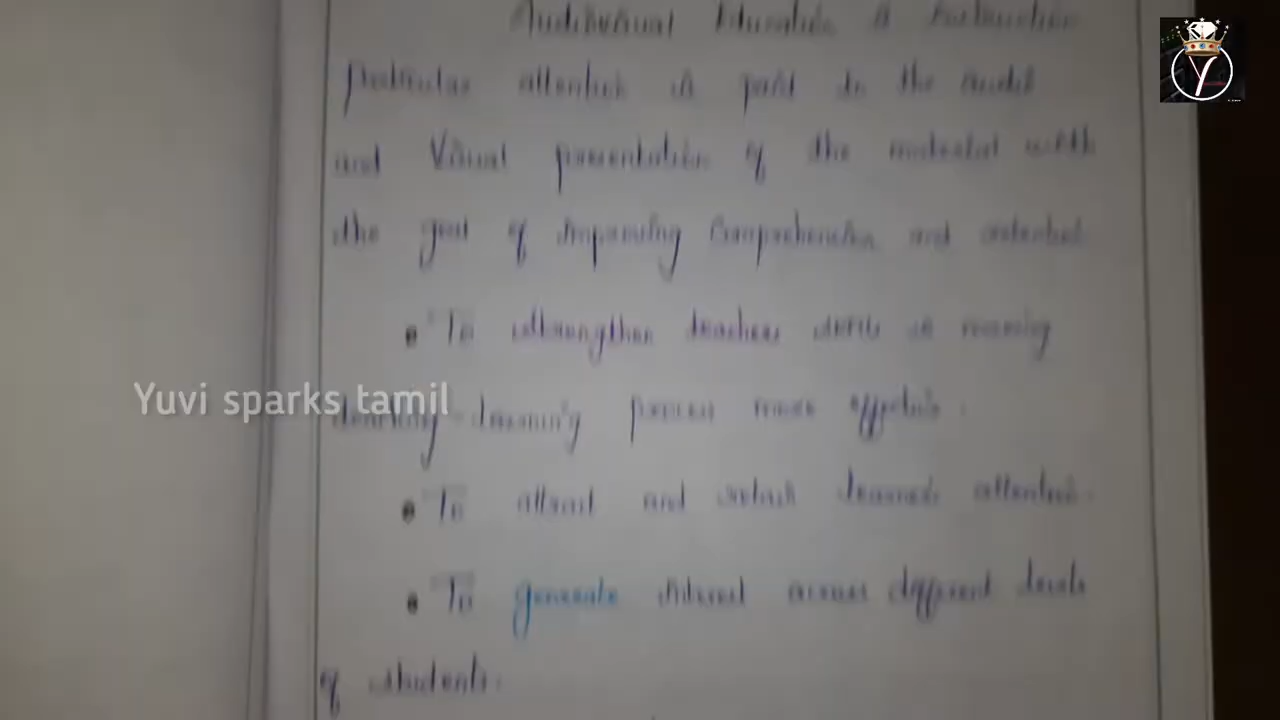 Audiovisual Education is Instruction
particular attention is paid to the audio
and Visual presentation of the material with
the goal of improving Comprehension and retention
• To strengthen teachers skills in making
Yuvi sparks tamil
teaching-learning process more effective.
• To attract and retain learners attention.
• To generate interest across different levels
of students.